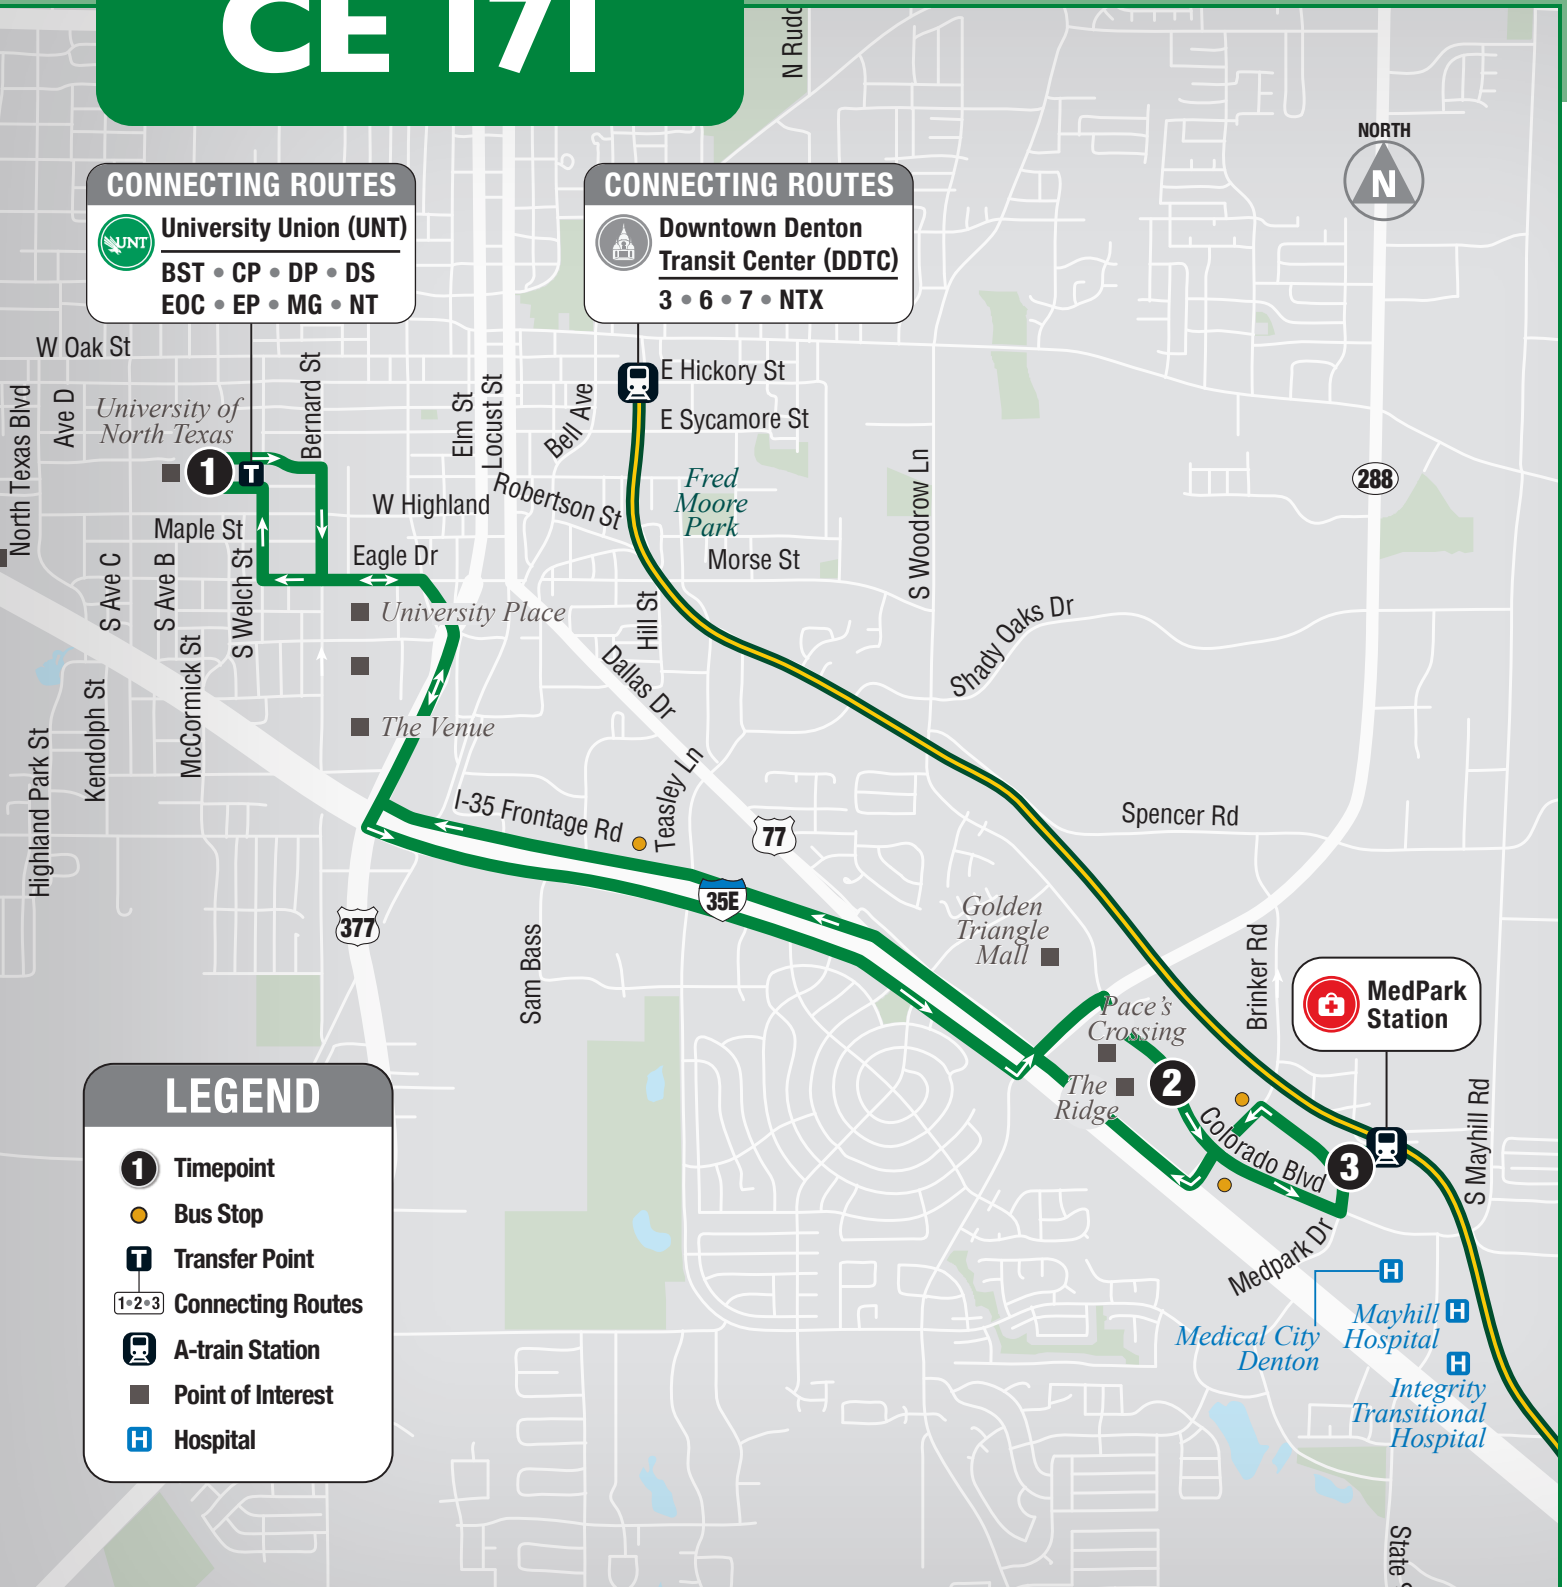 CE 171
N Rudd
NORTH
N
CONNECTING ROUTES
UNT
University Union (UNT)
BST • CP • DP • DS
EOC • EP • MG • NT
CONNECTING ROUTES
Downtown Denton
Transit Center (DDTC)
3 • 6 • 7 • NTX
W Oak St
North Texas Blvd
Ave D
University of
North Texas
Bernard St
Elm St
Locust St
Bell Ave
E Hickory St
E Sycamore St
1
T
Maple St
W Highland
Robertson St
Fred
Moore
Park
S Woodrow Ln
288
Eagle Dr
Morse St
S Ave C
S Ave B
S Welch St
University Place
Hill St
Shady Oaks Dr
McCormick St
Kendolph St
Highland Park St
The Venue
Dallas Dr
Teasley Ln
I-35 Frontage Rd
77
Spencer Rd
35E
377
Sam Bass
Golden
Triangle
Mall
Brinker Rd
MedPark
Station
Pace's
Crossing
The
Ridge
2
Colorado Blvd
3
S Mayhill Rd
Medpark Dr
H
Medical City
Denton
Mayhill
Hospital
H
H
Integrity
Transitional
Hospital
State
LEGEND
1 Timepoint
Bus Stop
T Transfer Point
1•2•3 Connecting Routes
A-train Station
Point of Interest
H Hospital